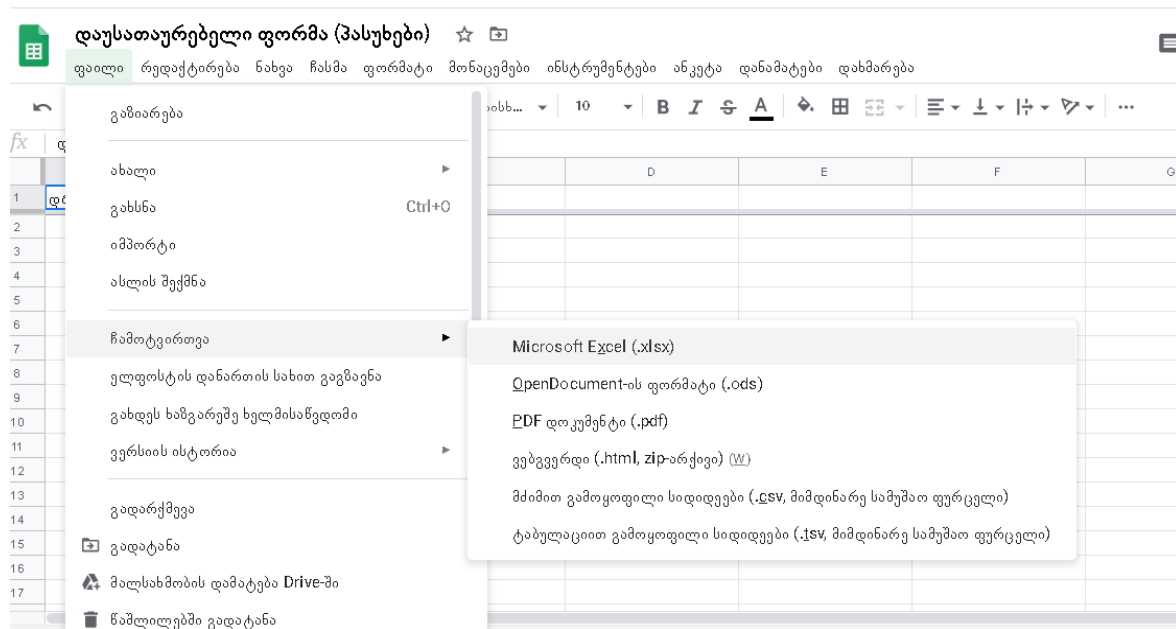 დაუსათაურებელი ფორმა (პასუხები)
ფაილი რედაქტირება ნახვა ჩასმა ფორმატი მონაცემები ინსტრუმენტები ანკეტა დანამატები დახმარება
10 B I S A
fx
გაზიარება
ახალი
გახსნა Ctrl+O
იმპორტი
ასლის შექმნა
ჩამოტვირთვა
ელფოსტის დანართის სახით გაგზავნა
გახდეს ხაზგარეშე ხელმისაწვდომი
ვერსიის ისტორია
გადარქმევა
გადატანა
მალსახმობის დამატება Drive-ში
წაშლილებში გადატანა
Microsoft Excel (.xlsx)
OpenDocument-ის ფორმატი (.ods)
PDF დოკუმენტი (.pdf)
ვებგვერდი (.html, zip-არქივი) (W)
მძიმით გამოყოფილი სიდიდეები (.csv, მიმდინარე სამუშაო ფურცელი)
ტაბულაციით გამოყოფილი სიდიდეები (.tsv, მიმდინარე სამუშაო ფურცელი)
D E F G
1
2
3
4
5
6
7
8
9
10
11
12
13
14
15
16
17